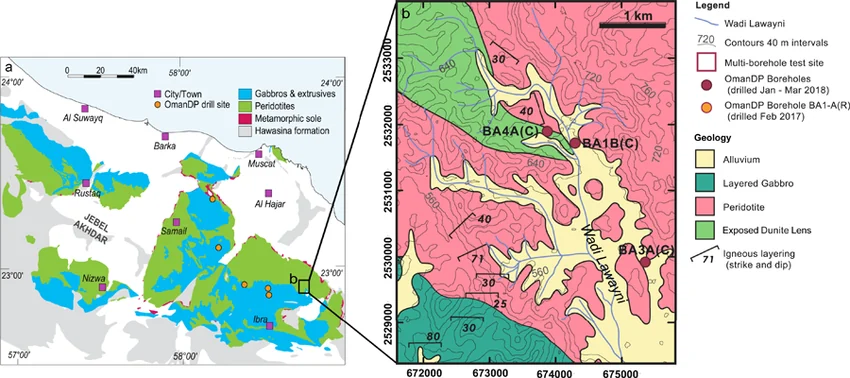 a
0 20 40km
58°00'
24°00'
24°00'
City/Town
OmanDP drill site
Gabbros & extrusives
Peridotites
Metamorphic sole
Hawasina formation
Al Suwayq
Barka
Muscat
Rustaq
Al Hajar
JEBEL
AKHDAR
Samail
Nizwa
23°00'
23°00'
b
Ibra
57°00'
58°00'
b
1 km
2533000
2532000
2531000
2530000
2529000
30
640
720
760
40
BA4A(C)
BA1B(C)
640
720
560
40
BA3A(C)
Wadi Lawayni
71
30
560
25
30
80
672000
673000
674000
675000
Legend
Wadi Lawayni
720 Contours 40 m intervals
Multi-borehole test site
OmanDP Boreholes
(drilled Jan - Mar 2018)
OmanDP Borehole BA1-A(R)
(drilled Feb 2017)
Geology
Alluvium
Layered Gabbro
Peridotite
Exposed Dunite Lens
71 Igneous layering
(strike and dip)